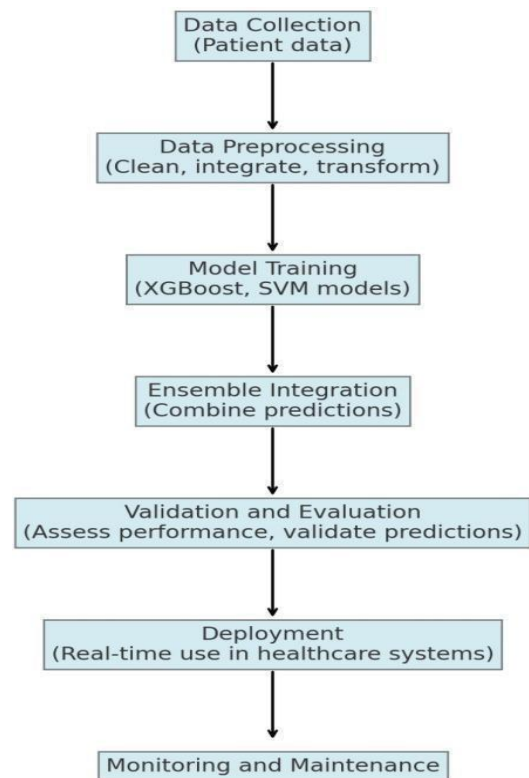 Data Collection
(Patient data)
Data Preprocessing
(Clean, integrate, transform)
Model Training
(XGBoost, SVM models)
Ensemble Integration
(Combine predictions)
Validation and Evaluation
(Assess performance, validate predictions)
Deployment
(Real-time use in healthcare systems)
Monitoring and Maintenance